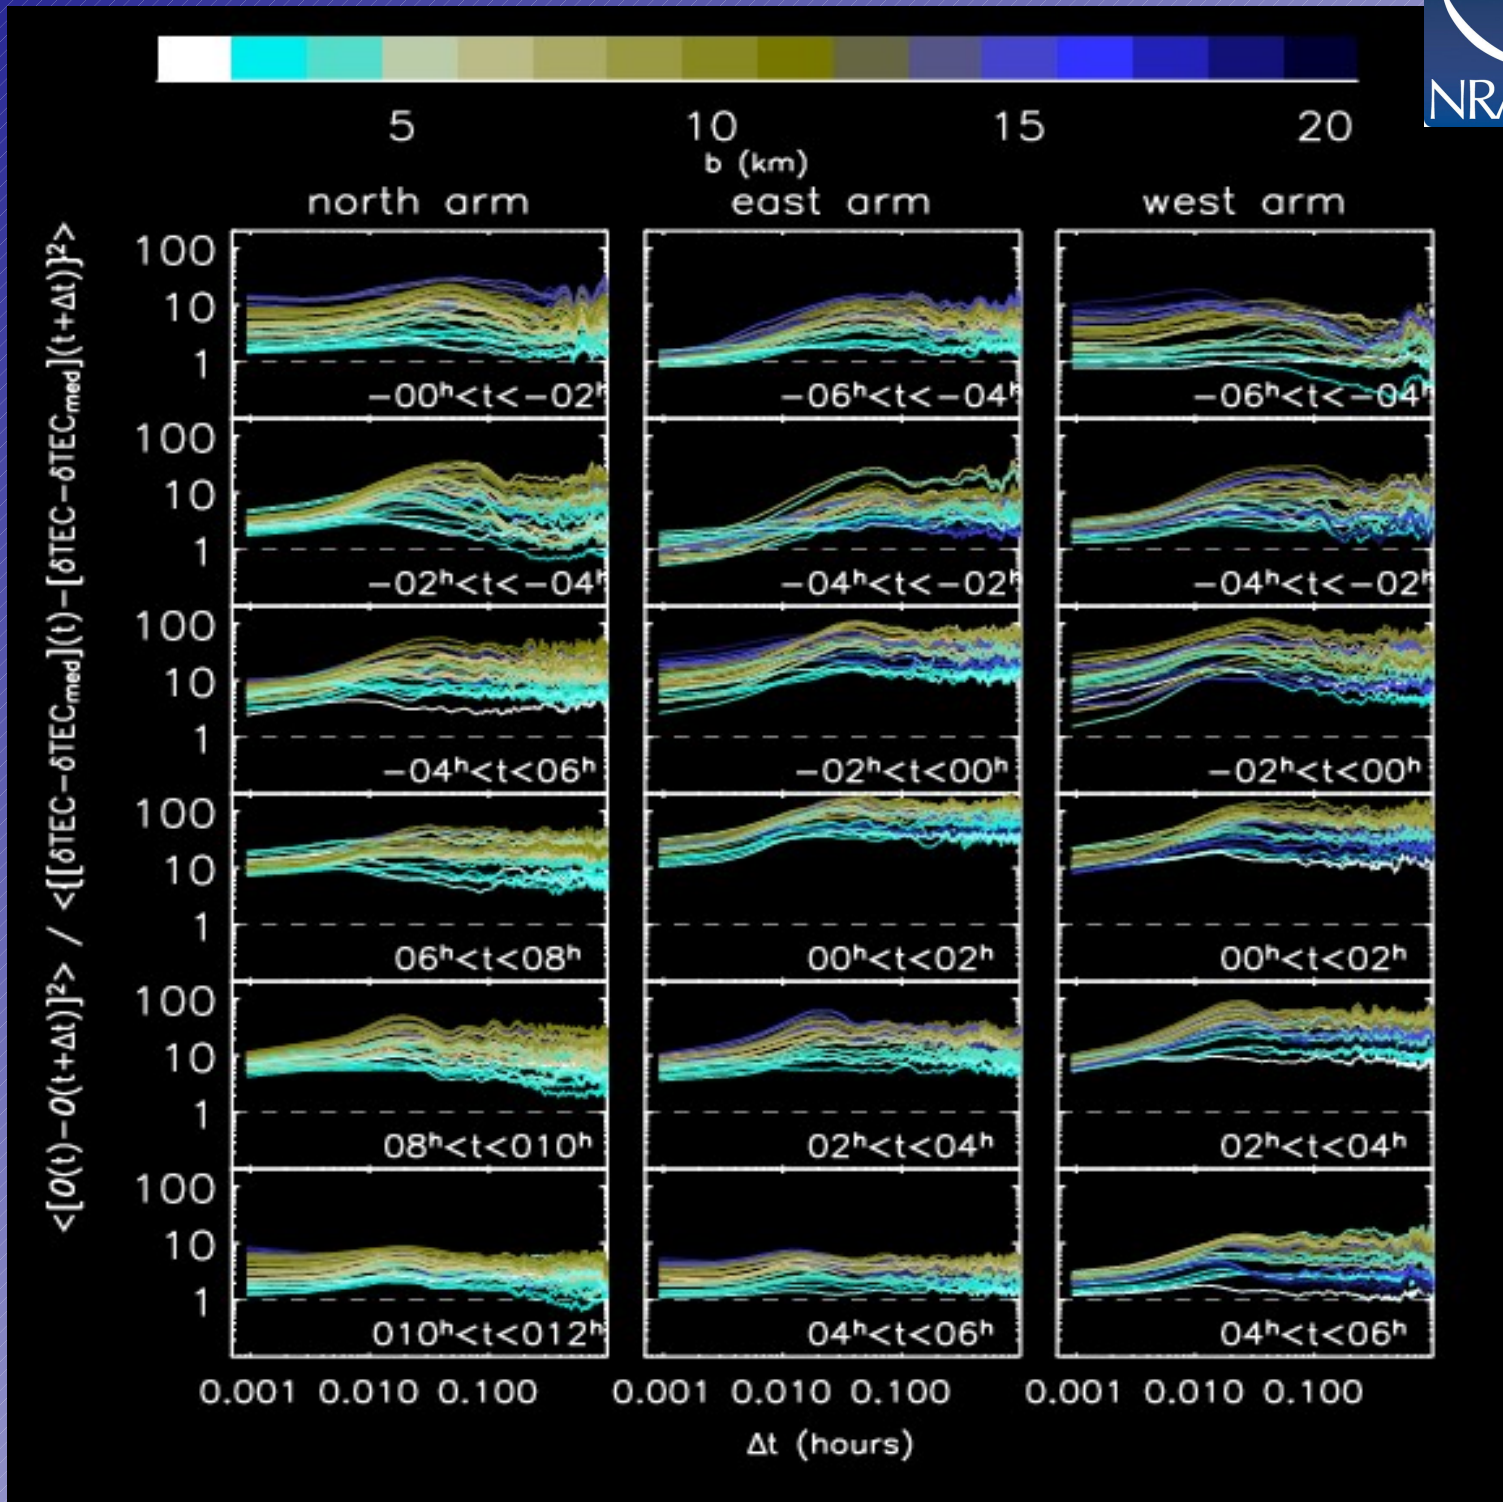 5 10 15 20
b (km)
north arm east arm west arm
<[O(t)−O(t+Δt)]²> / <{[δTEC−δTECmed](t)−[δTEC−δTECmed](t+Δt)}²>
100
10
1
−00ʰ<t<−02ʰ −06ʰ<t<−04ʰ −06ʰ<t<−04ʰ
100
10
1
−02ʰ<t<−04ʰ −04ʰ<t<−02ʰ −04ʰ<t<−02ʰ
100
10
1
−04ʰ<t<06ʰ −02ʰ<t<00ʰ −02ʰ<t<00ʰ
100
10
1
06ʰ<t<08ʰ 00ʰ<t<02ʰ 00ʰ<t<02ʰ
100
10
1
08ʰ<t<010ʰ 02ʰ<t<04ʰ 02ʰ<t<04ʰ
100
10
1
010ʰ<t<012ʰ 04ʰ<t<06ʰ 04ʰ<t<06ʰ
0.001 0.010 0.100 0.001 0.010 0.100 0.001 0.010 0.100
Δt (hours)